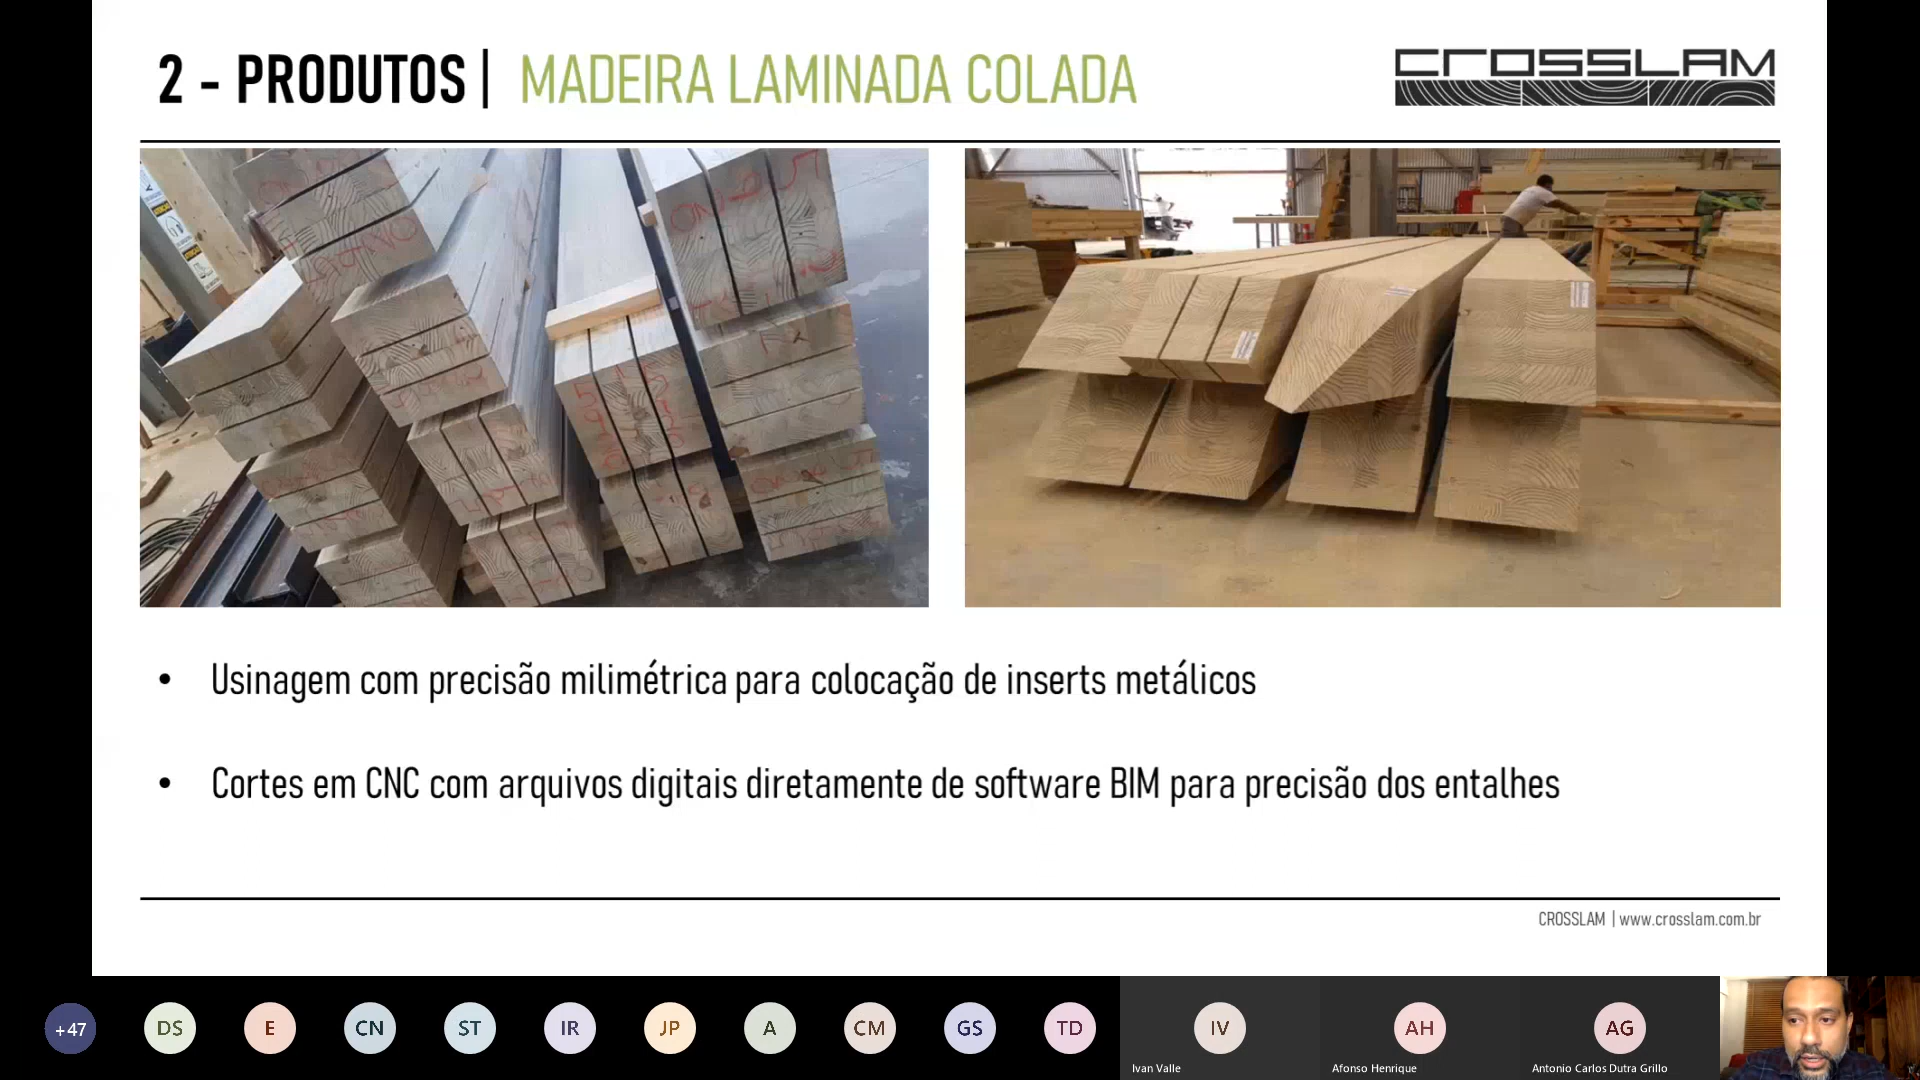 2 - PRODUTOS | MADEIRA LAMINADA COLADA
CROSSLAM
• Usinagem com precisão milimétrica para colocação de inserts metálicos
• Cortes em CNC com arquivos digitais diretamente de software BIM para precisão dos entalhes
CROSSLAM | www.crosslam.com.br
+47
DS
E
CN
ST
IR
JP
A
CM
GS
TD
IV
AH
AG
Ivan Valle
Afonso Henrique
Antonio Carlos Dutra Grillo